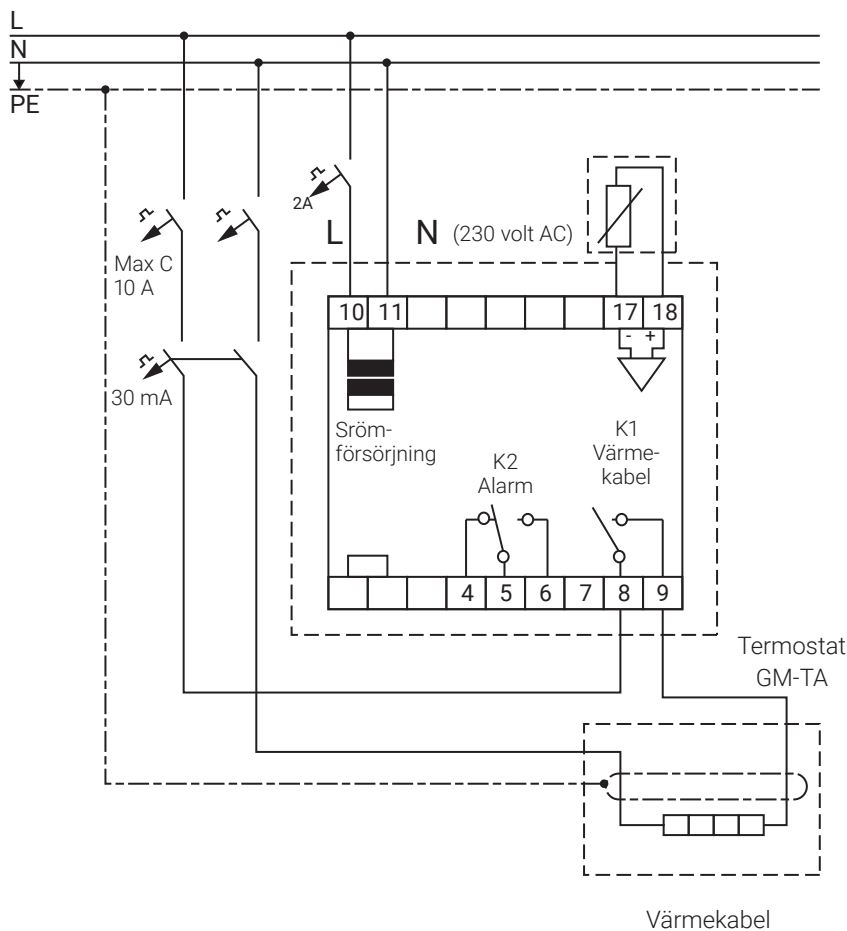 L
N
PE
2A
L N (230 volt AC)
Max C
10 A
10 11 17 18
- +
30 mA
Sröm-
försörjning
K2
Alarm
K1
Värme-
kabel
4 5 6 7 8 9
Termostat
GM-TA
Värmekabel